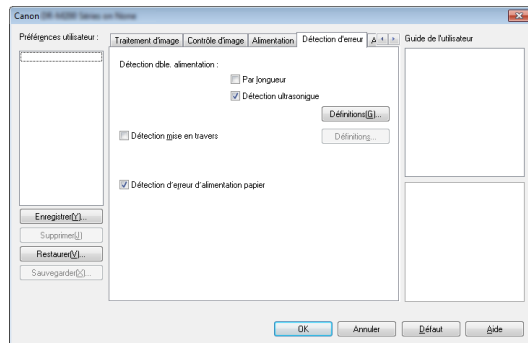 Canon
Préférences utilisateur :
Traitement d'image
Contrôle d'image
Alimentation
Détection d'erreur
A
Guide de l'utilisateur
Détection dble. alimentation :
Par longueur
Détection ultrasonique
Définitions(G)...
Détection mise en travers
Définitions...
Détection d'erreur d'alimentation papier
Enregistrer(Y)...
Supprimer(J)
Restaurer(V)...
Sauvegarder(X)...
OK
Annuler
Défaut
Aide